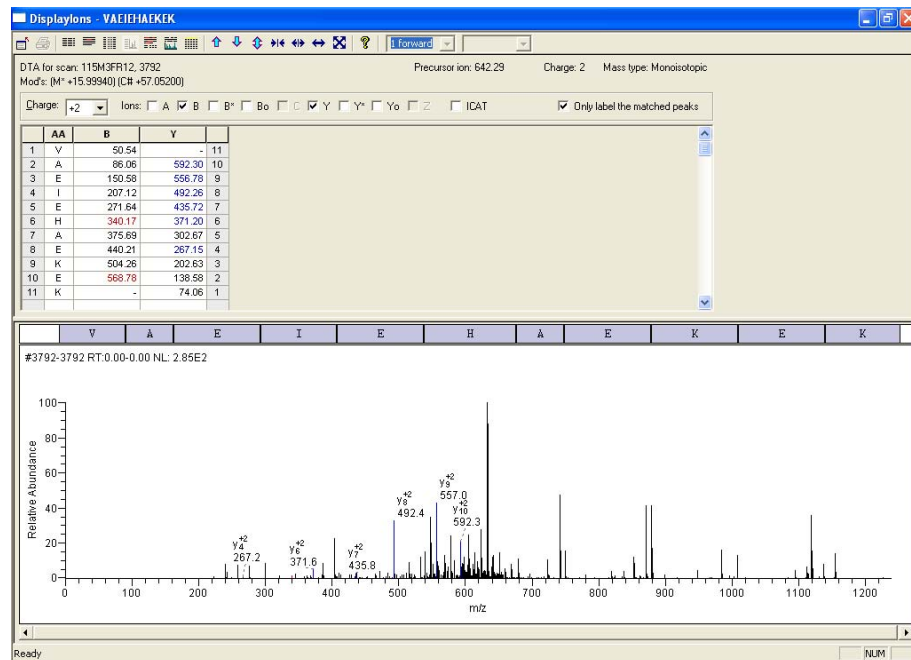 DisplayIons - VAEIEHAEKEK
1 forward
DTA for scan: 115M3FR12, 3792 Precursor ion: 642.29 Charge: 2 Mass type: Monoisotopic
Mod's: (M* +15.99940) (C# +57.05200)
Charge: +2 Ions: A B B* Bo C Y Y* Yo Z ICAT Only label the matched peaks
AA B Y
1 V 50.54 - 11
2 A 86.06 592.30 10
3 E 150.58 556.78 9
4 I 207.12 492.26 8
5 E 271.64 435.72 7
6 H 340.17 371.20 6
7 A 375.69 302.67 5
8 E 440.21 267.15 4
9 K 504.26 202.63 3
10 E 568.78 138.58 2
11 K - 74.06 1
V A E I E H A E K E K
#3792-3792 RT:0.00-0.00 NL: 2.85E2
100
80
60
40
20
0
Relative Abundance
y4+2
267.2
y6+2
371.6
y7+2
435.8
y8+2
492.4
y9+2
557.0
y10+2
592.3
0 100 200 300 400 500 600 700 800 900 1000 1100 1200
m/z
Ready NUM